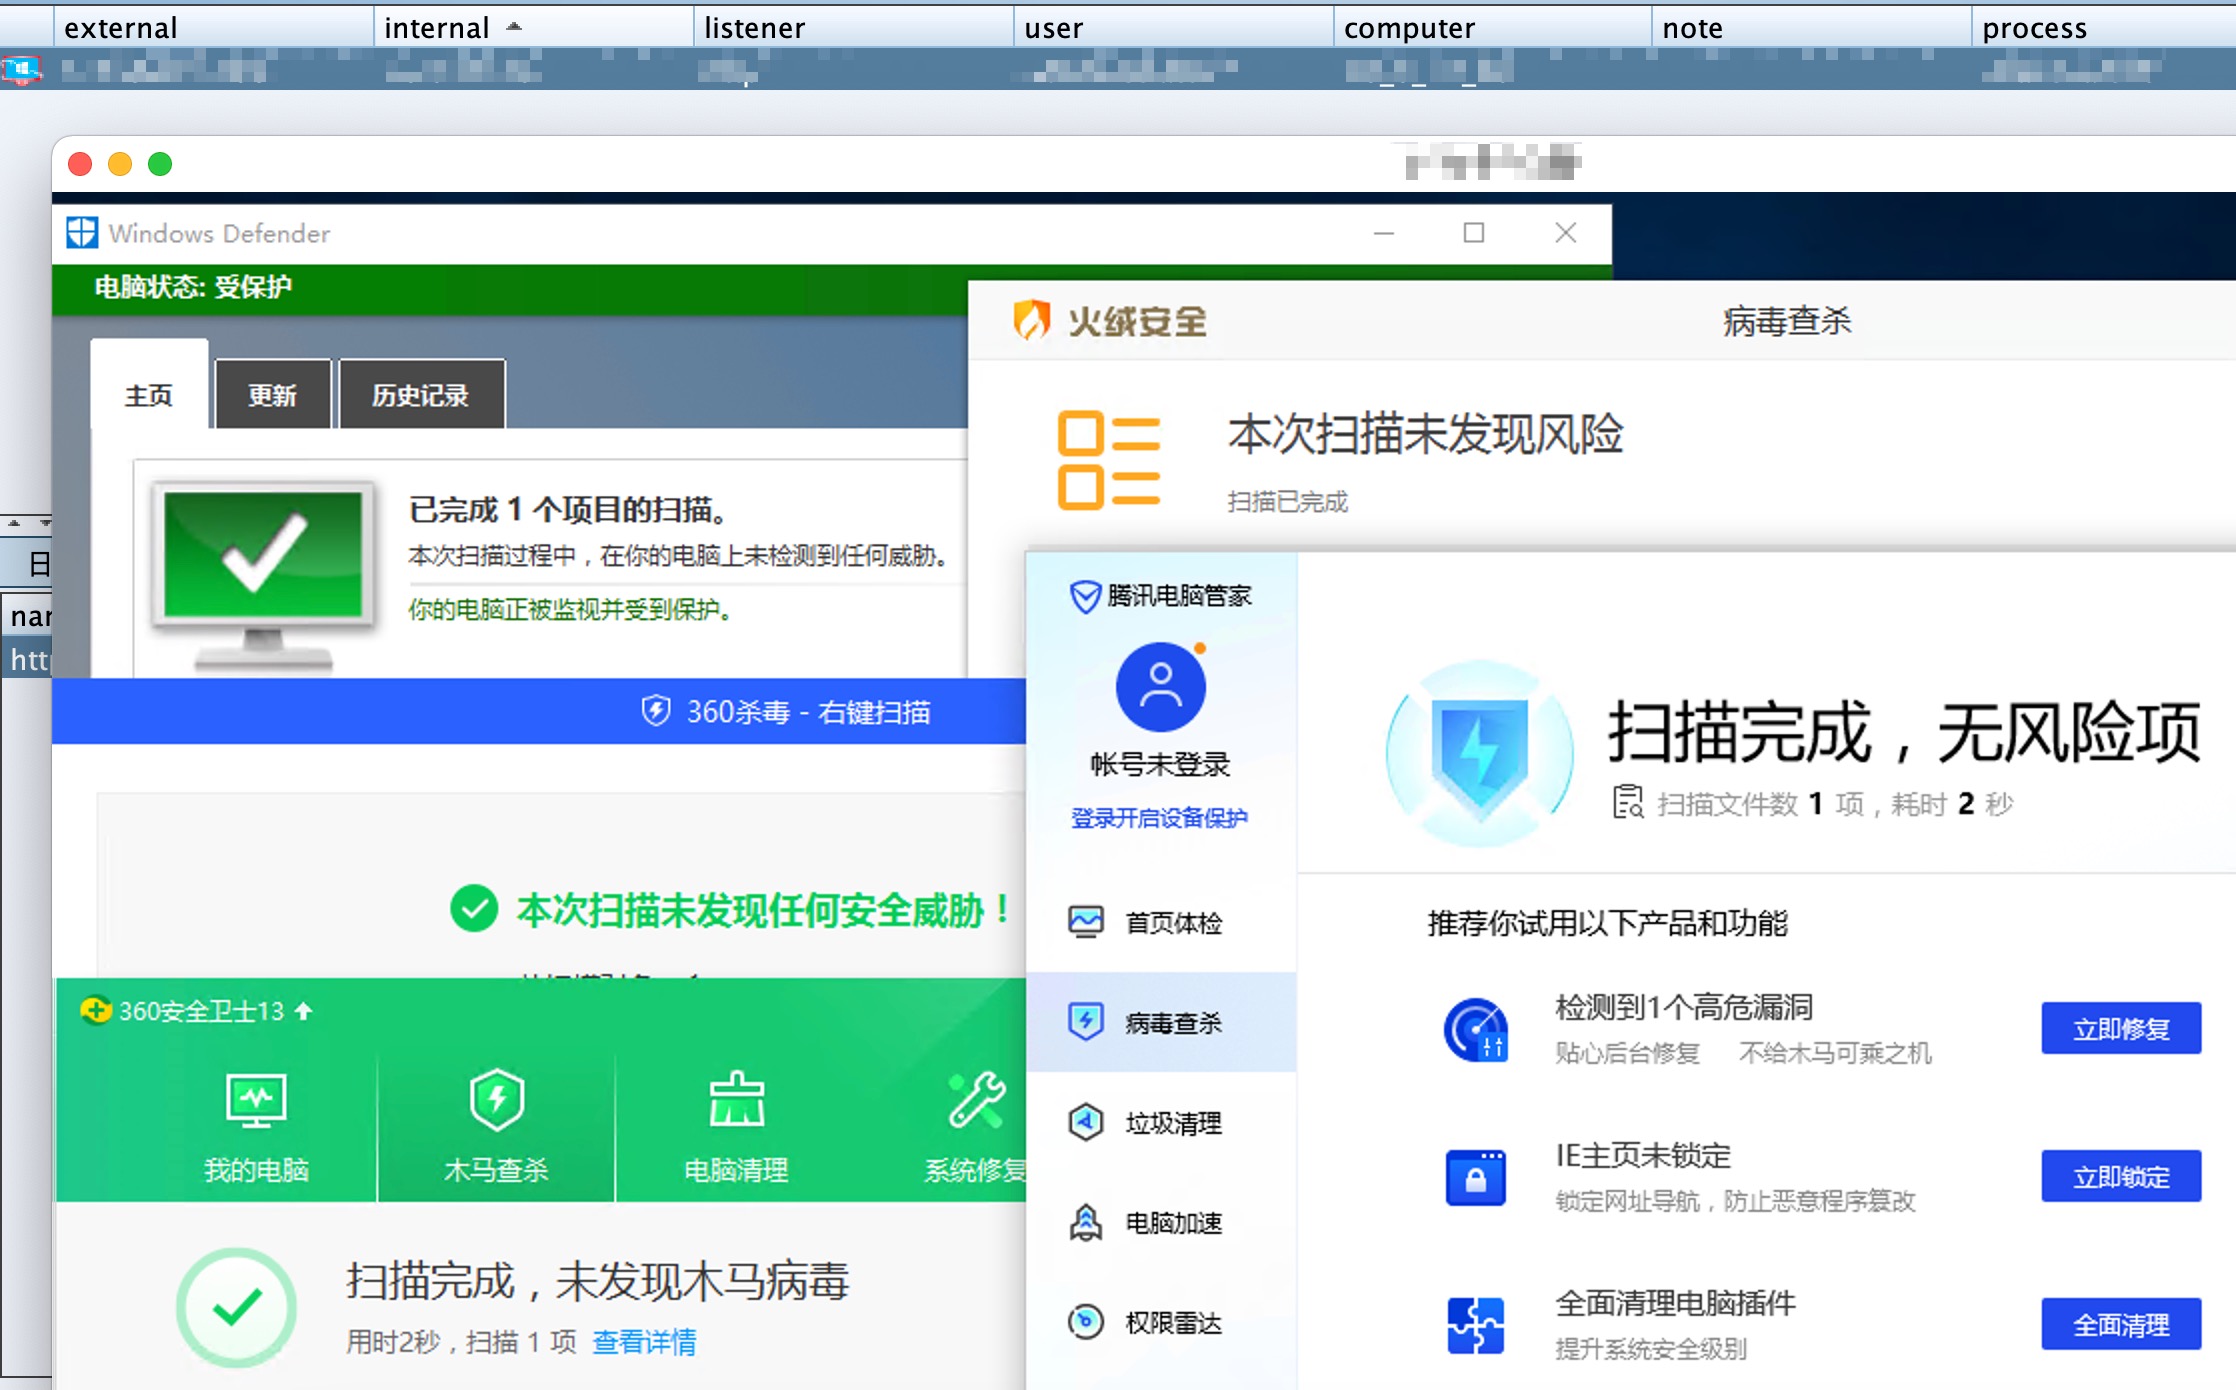 external internal listener user computer note process
Windows Defender
电脑状态: 受保护
主页 更新 历史记录
已完成 1 个项目的扫描。
本次扫描过程中，在你的电脑上未检测到任何威胁。
你的电脑正被监视并受到保护。
火绒安全
病毒查杀
本次扫描未发现风险
扫描已完成
日
nar
http
360杀毒 - 右键扫描
本次扫描未发现任何安全威胁！
360安全卫士13
我的电脑 木马查杀 电脑清理 系统修复
扫描完成，未发现木马病毒
用时2秒，扫描 1 项 查看详情
腾讯电脑管家
帐号未登录
登录开启设备保护
首页体检
病毒查杀
垃圾清理
电脑加速
权限雷达
扫描完成，无风险项
扫描文件数 1 项，耗时 2 秒
推荐你试用以下产品和功能
检测到1个高危漏洞
贴心后台修复 不给木马可乘之机
立即修复
IE主页未锁定
锁定网址导航，防止恶意程序篡改
立即锁定
全面清理电脑插件
提升系统安全级别
全面清理